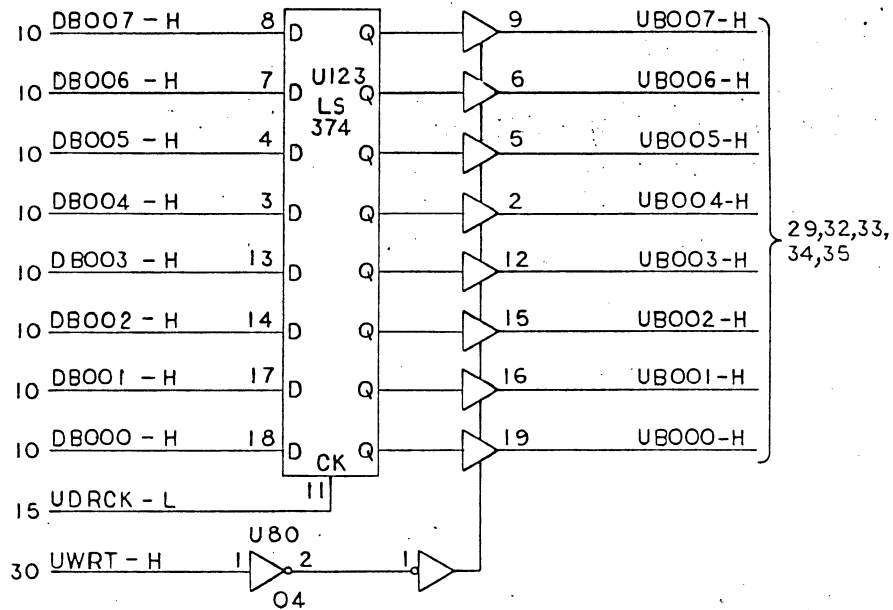 10 DB007-H 8 D Q 9 UB007-H
10 DB006-H 7 D U123 Q 6 UB006-H
LS
374
10 DB005-H 4 D Q 5 UB005-H
10 DB004-H 3 D Q 2 UB004-H
29,32,33,
34,35
10 DB003-H 13 D Q 12 UB003-H
10 DB002-H 14 D Q 15 UB002-H
10 DB001-H 17 D Q 16 UB001-H
10 DB000-H 18 D Q 19 UB000-H
CK
11
15 UDRCK-L
U80
30 UWRT-H 1 2 1
04